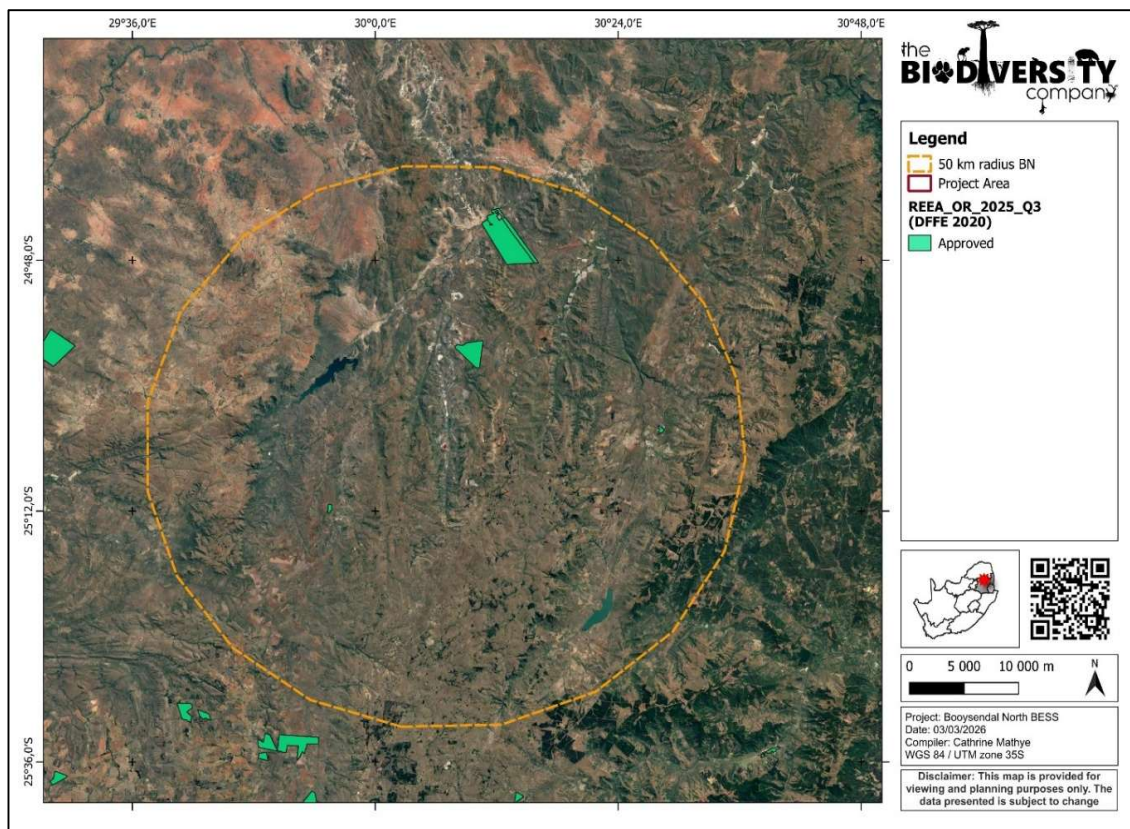 29°36,0'E 30°0,0'E 30°24,0'E 30°48,0'E
24°48,0'S
25°12,0'S
25°36,0'S
the
BIODIVERSITY
company
Legend
50 km radius BN
Project Area
REEA_OR_2025_Q3
(DFFE 2020)
Approved
0 5 000 10 000 m
N
Project: Booysendal North BESS
Date: 03/03/2026
Compiler: Cathrine Mathye
WGS 84 / UTM zone 35S
Disclaimer: This map is provided for
viewing and planning purposes only. The
data presented is subject to change